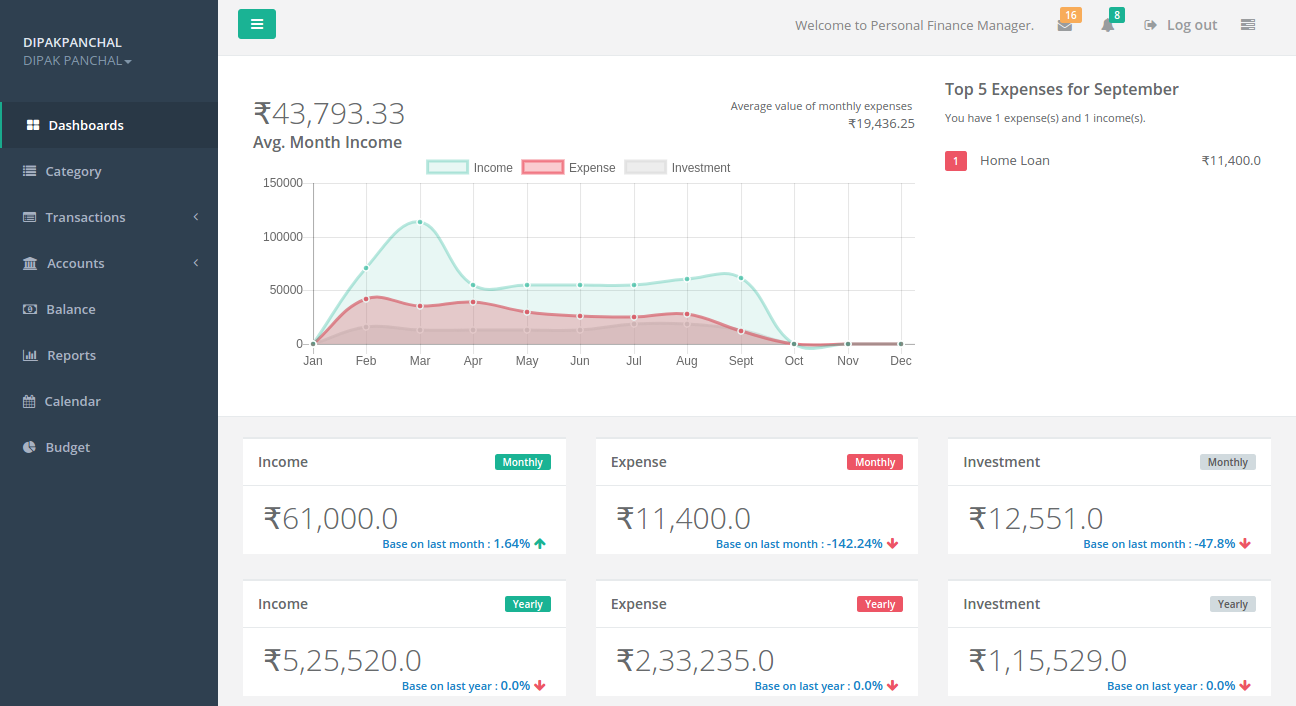 DIPAKPANCHAL
DIPAK PANCHAL
Dashboards
Category
Transactions
Accounts
Balance
Reports
Calendar
Budget
Welcome to Personal Finance Manager.
16
8
Log out
₹43,793.33
Avg. Month Income
Average value of monthly expenses
₹19,436.25
Income Expense Investment
150000
100000
50000
0
Jan Feb Mar Apr May Jun Jul Aug Sept Oct Nov Dec
Top 5 Expenses for September
You have 1 expense(s) and 1 income(s).
1 Home Loan ₹11,400.0
Income Monthly
₹61,000.0
Base on last month : 1.64%
Expense Monthly
₹11,400.0
Base on last month : -142.24%
Investment Monthly
₹12,551.0
Base on last month : -47.8%
Income Yearly
₹5,25,520.0
Base on last year : 0.0%
Expense Yearly
₹2,33,235.0
Base on last year : 0.0%
Investment Yearly
₹1,15,529.0
Base on last year : 0.0%